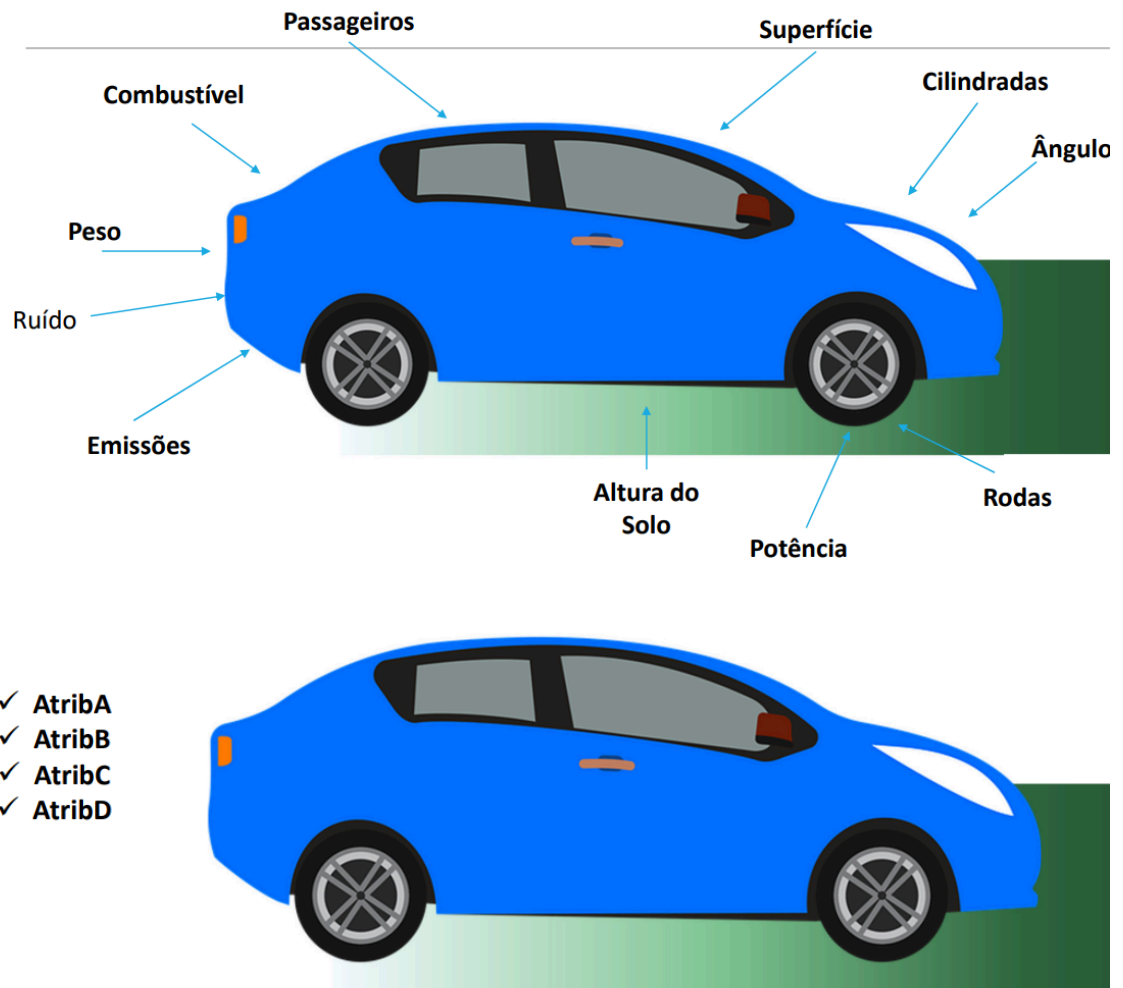 Passageiros
Superfície
Combustível
Cilindradas
Ângulo
Peso
Ruído
Emissões
Altura do
Solo
Rodas
Potência
✓ AtribA
✓ AtribB
✓ AtribC
✓ AtribD